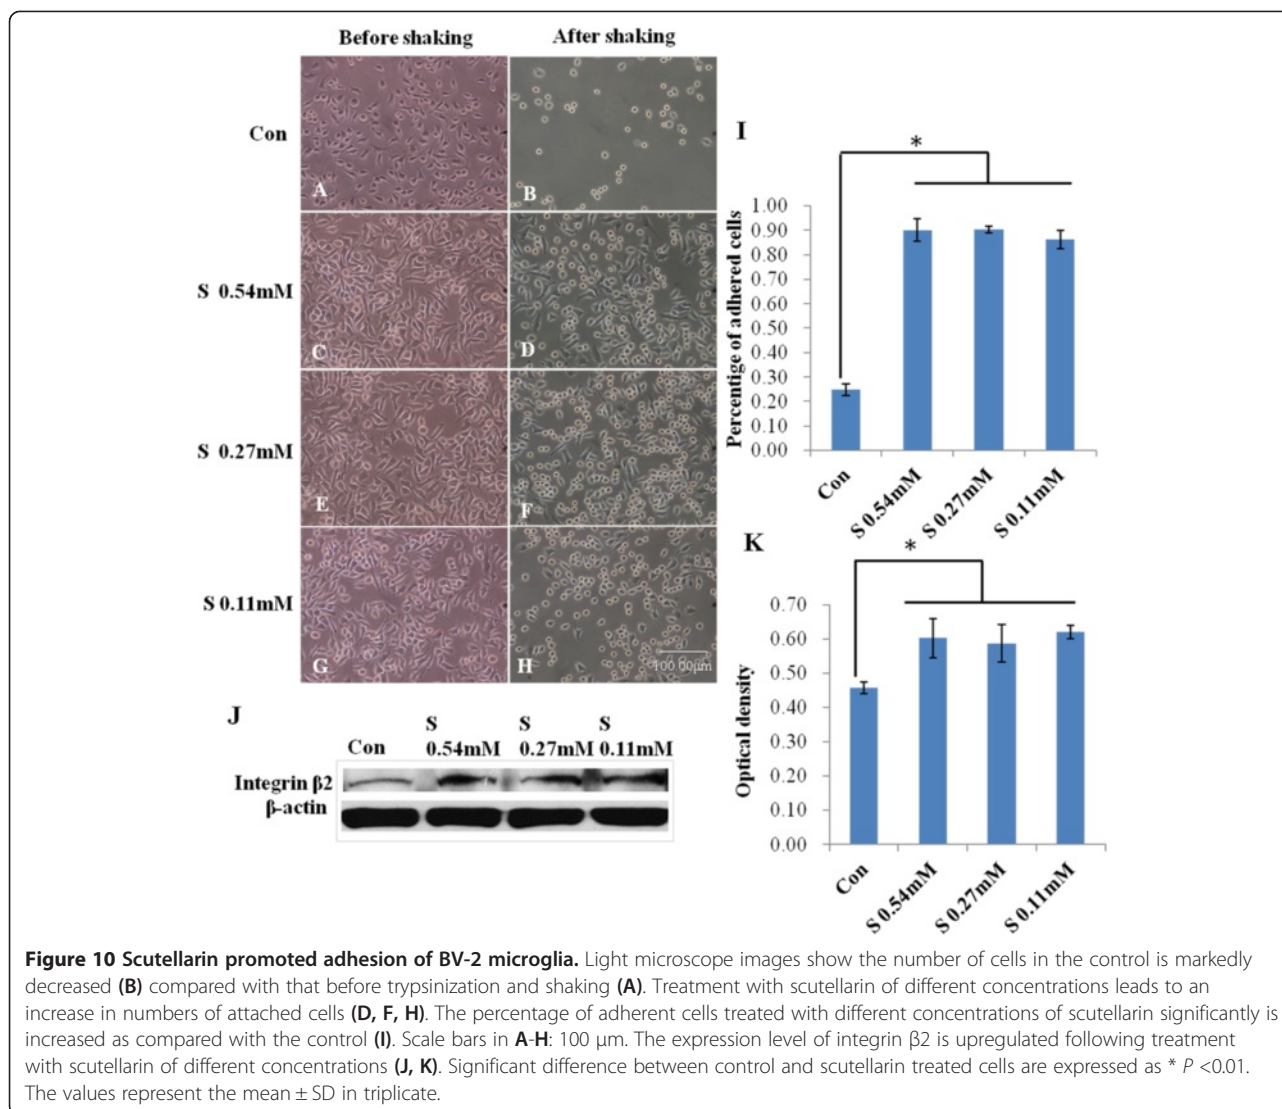 Before shaking After shaking
Con
A B
S 0.54mM
C D
S 0.27mM
E F
S 0.11mM
G H
100.00µm
I
*
Percentige of adhered cells
1.00
0.90
0.80
0.70
0.60
0.50
0.40
0.30
0.20
0.10
0.00
Con S 0.54mM S 0.27mM S 0.11mM
J
Con S 0.54mM S 0.27mM S 0.11mM
Integrin β2
β-actin
K
*
Optical density
0.70
0.60
0.50
0.40
0.30
0.20
0.10
0.00
Con S 0.54mM S 0.27mM S 0.11mM
Figure 10 Scutellarin promoted adhesion of BV-2 microglia. Light microscope images show the number of cells in the control is markedly
decreased (B) compared with that before trypsinization and shaking (A). Treatment with scutellarin of different concentrations leads to an
increase in numbers of attached cells (D, F, H). The percentage of adherent cells treated with different concentrations of scutellarin significantly is
increased as compared with the control (I). Scale bars in A-H: 100 μm. The expression level of integrin β2 is upregulated following treatment
with scutellarin of different concentrations (J, K). Significant difference between control and scutellarin treated cells are expressed as * P <0.01.
The values represent the mean ± SD in triplicate.